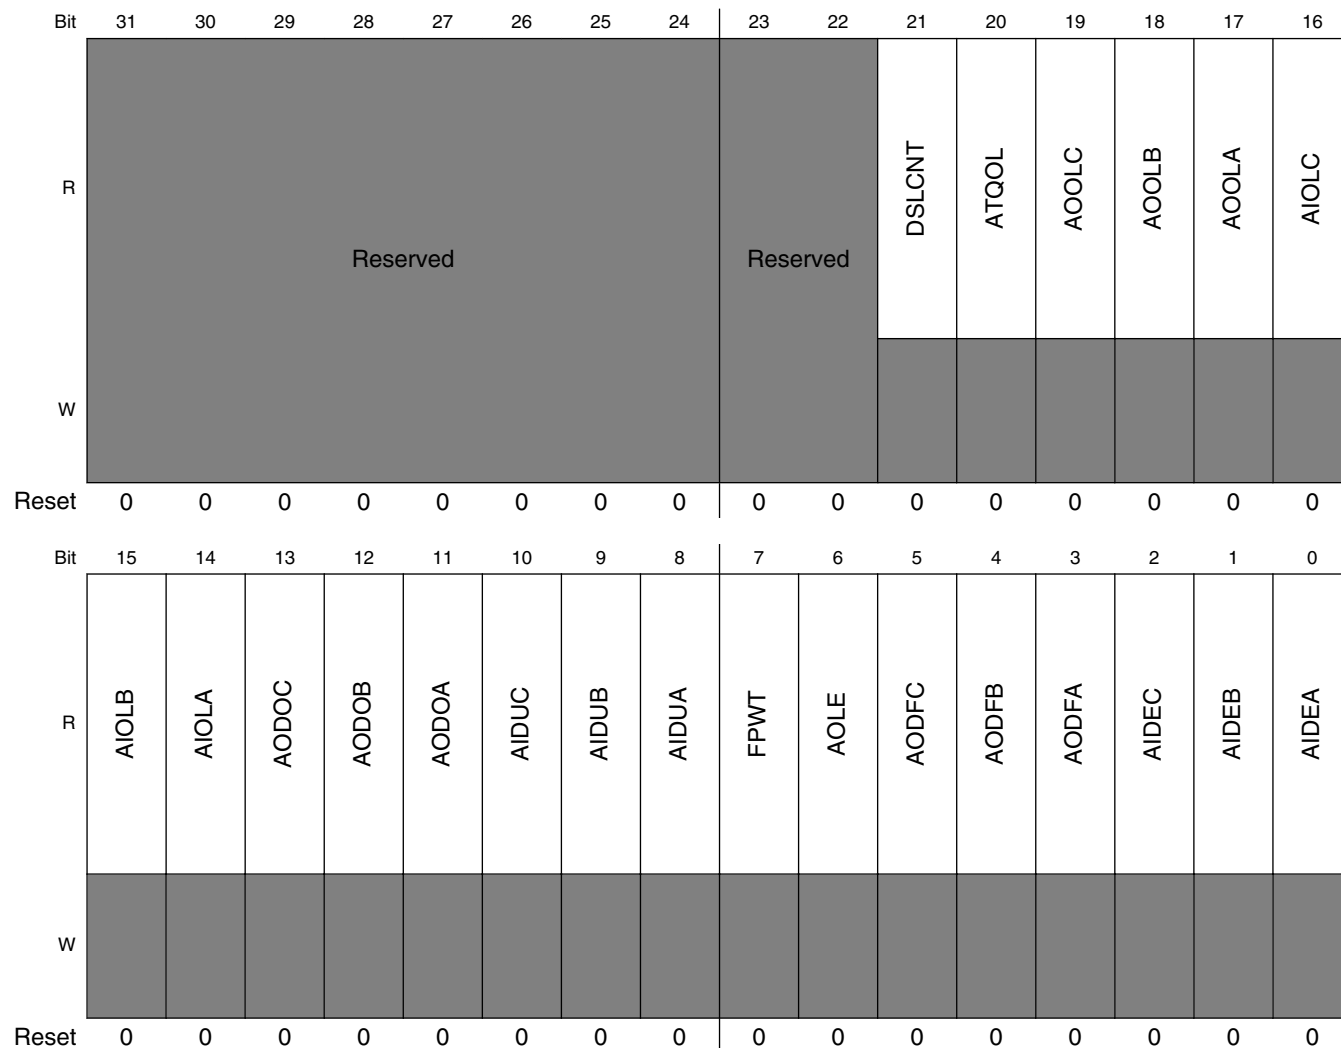 Bit 31 30 29 28 27 26 25 24 23 22 21 20 19 18 17 16
R Reserved Reserved DSLCNT ATQOL AOOLC AOOLB AOOLA AIOLC
W
Reset 0 0 0 0 0 0 0 0 0 0 0 0 0 0 0 0
Bit 15 14 13 12 11 10 9 8 7 6 5 4 3 2 1 0
R AIOLB AIOLA AODOC AODOB AODOA AIDUC AIDUB AIDUA FPWT AOLE AODFC AODFB AODFA AIDEC AIDEB AIDEA
W
Reset 0 0 0 0 0 0 0 0 0 0 0 0 0 0 0 0